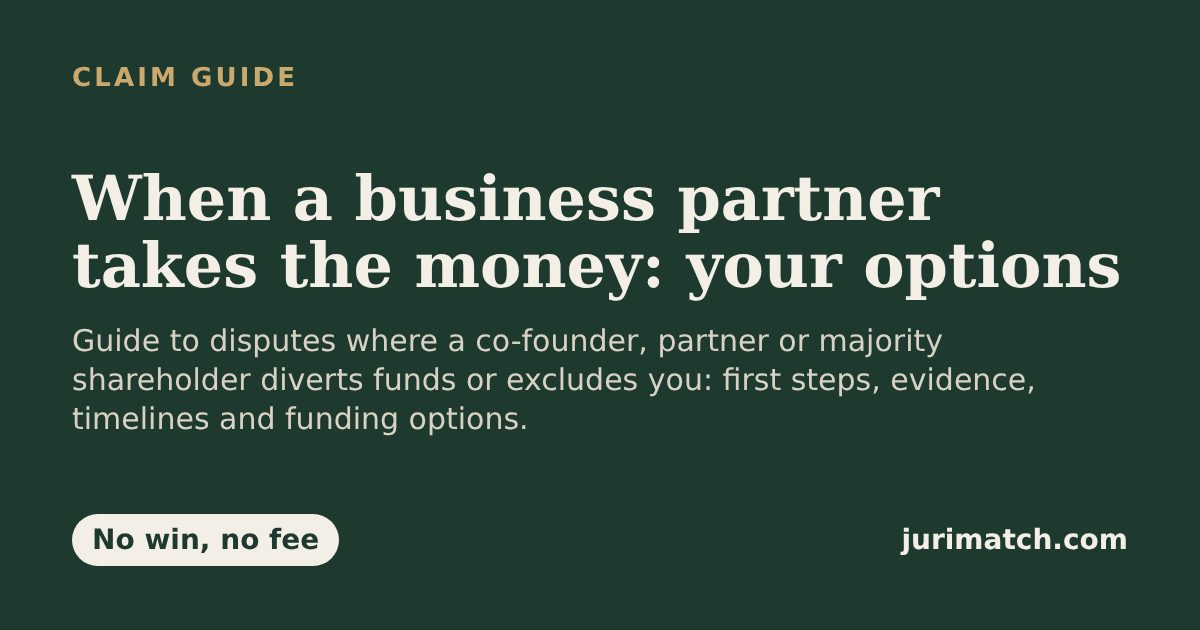 CLAIM GUIDE
When a business partner
takes the money: your options
Guide to disputes where a co-founder, partner or majority
shareholder diverts funds or excludes you: first steps, evidence,
timelines and funding options.
No win, no fee
jurimatch.com